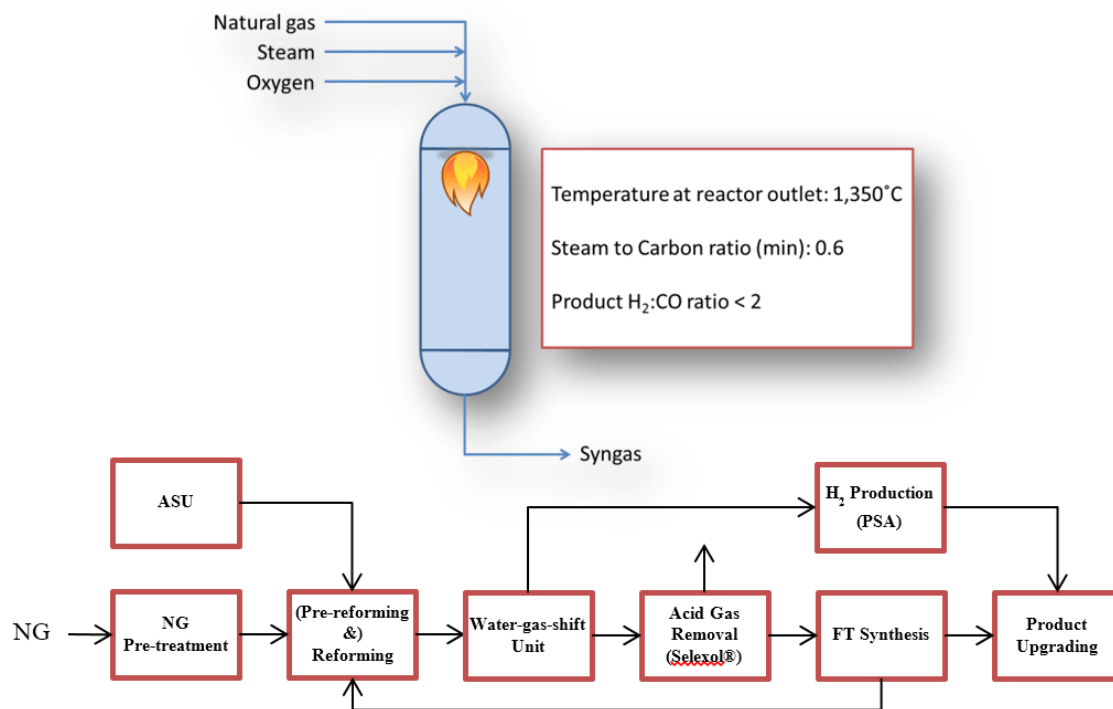 Natural gas
Steam
Oxygen
Temperature at reactor outlet: 1,350˚C
Steam to Carbon ratio (min): 0.6
Product H₂:CO ratio < 2
Syngas
ASU
H₂ Production
(PSA)
NG
NG
Pre-treatment
(Pre-reforming
&)
Reforming
Water-gas-shift
Unit
Acid Gas
Removal
(Selexol®)
FT Synthesis
Product
Upgrading